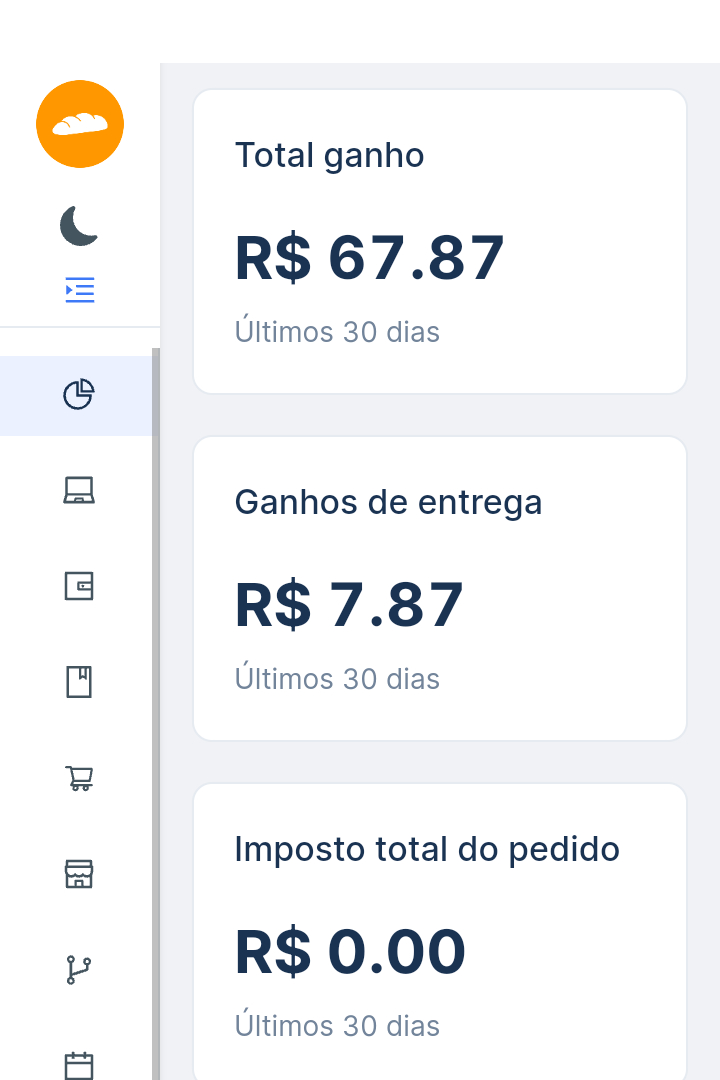 Total ganho
R$ 67.87
Últimos 30 dias
Ganhos de entrega
R$ 7.87
Últimos 30 dias
Imposto total do pedido
R$ 0.00
Últimos 30 dias